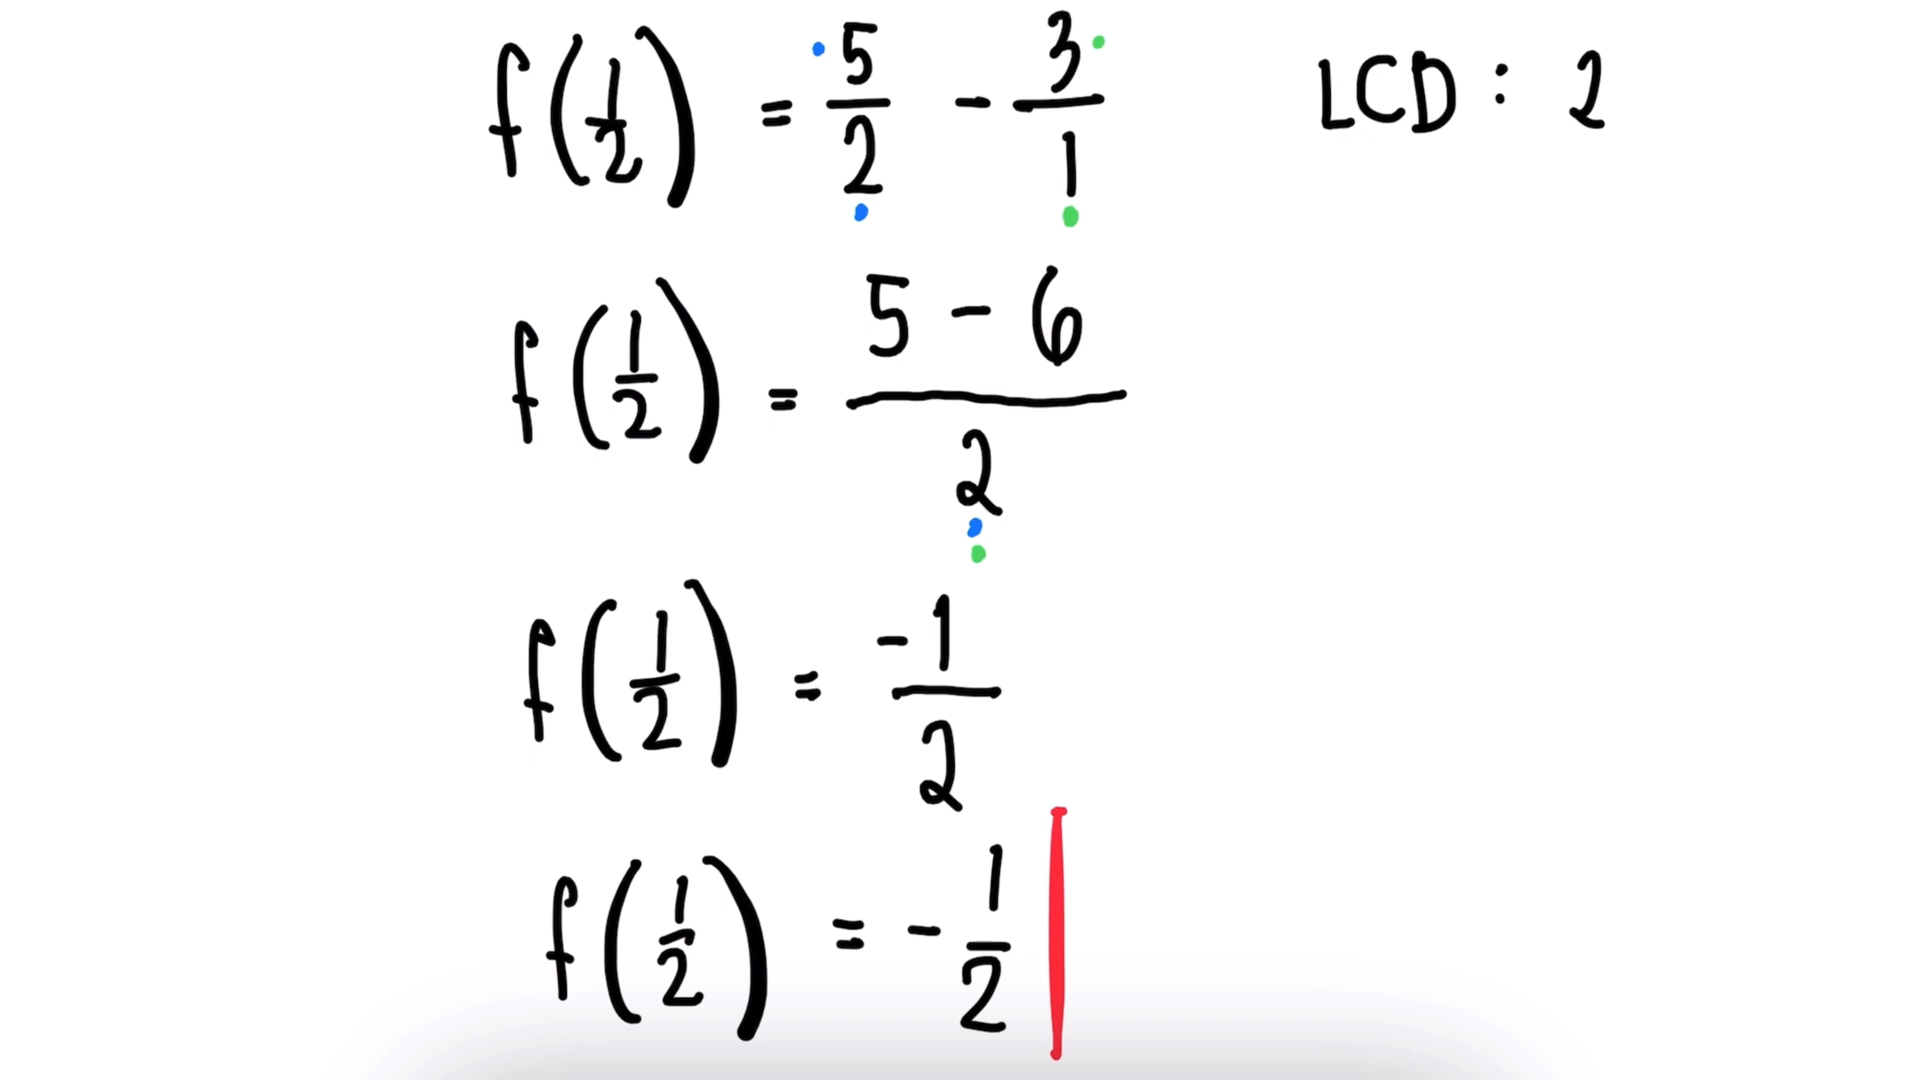 f(1/2) = 5/2 - 3/1 LCD: 2
f(1/2) = (5 - 6)/2
f(1/2) = -1/2
f(1/2) = - 1/2